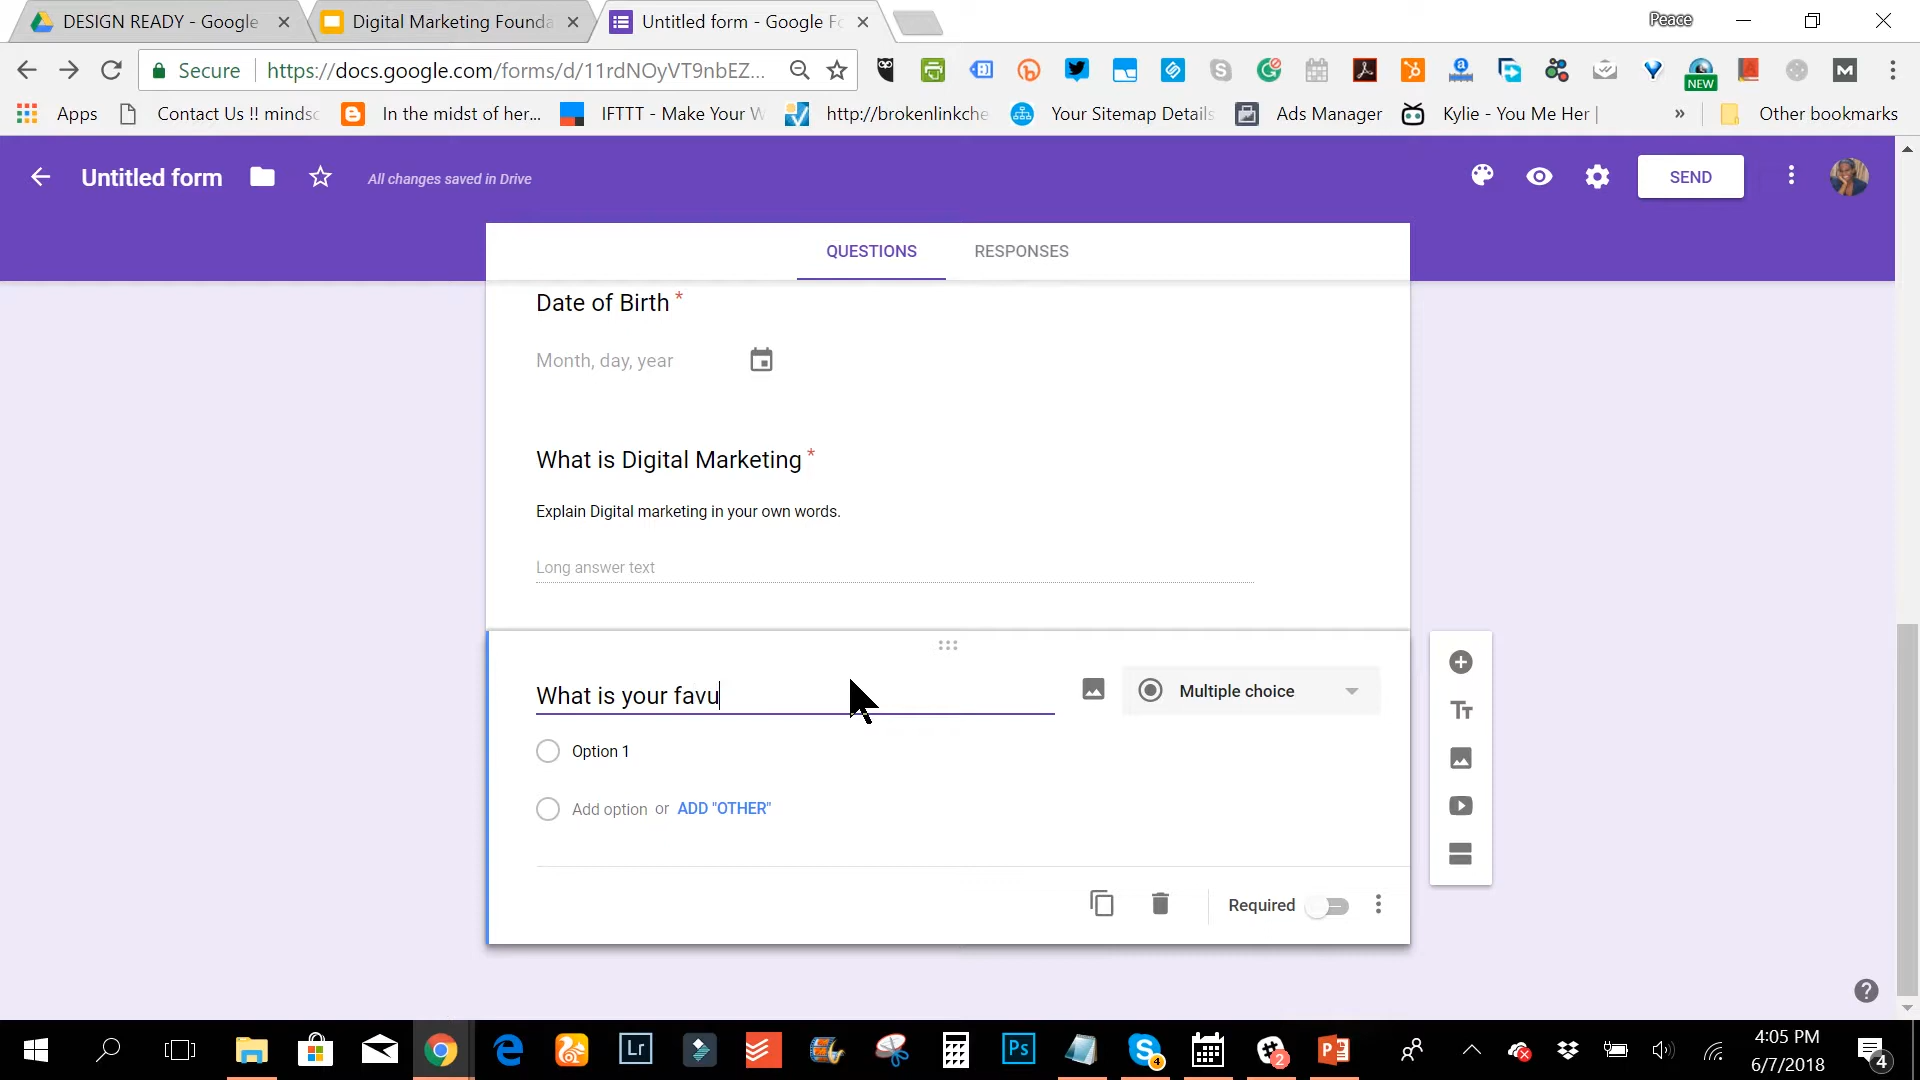 DESIGN READY - Google
Digital Marketing Founda
Untitled form - Google Fo
Peace
Secure
https://docs.google.com/forms/d/11rdNOyVT9nbEZ...
NEW
Apps
Contact Us !! mindsc
In the midst of her...
IFTTT - Make Your W
http://brokenlinkche
Your Sitemap Details
Ads Manager
Kylie - You Me Her |
»
Other bookmarks
Untitled form
All changes saved in Drive
SEND
QUESTIONS
RESPONSES
Date of Birth *
Month, day, year
What is Digital Marketing *
Explain Digital marketing in your own words.
Long answer text
What is your favu
Multiple choice
Option 1
Add option or ADD "OTHER"
Required
Lr
Ps
4
2
4:05 PM
6/7/2018
4